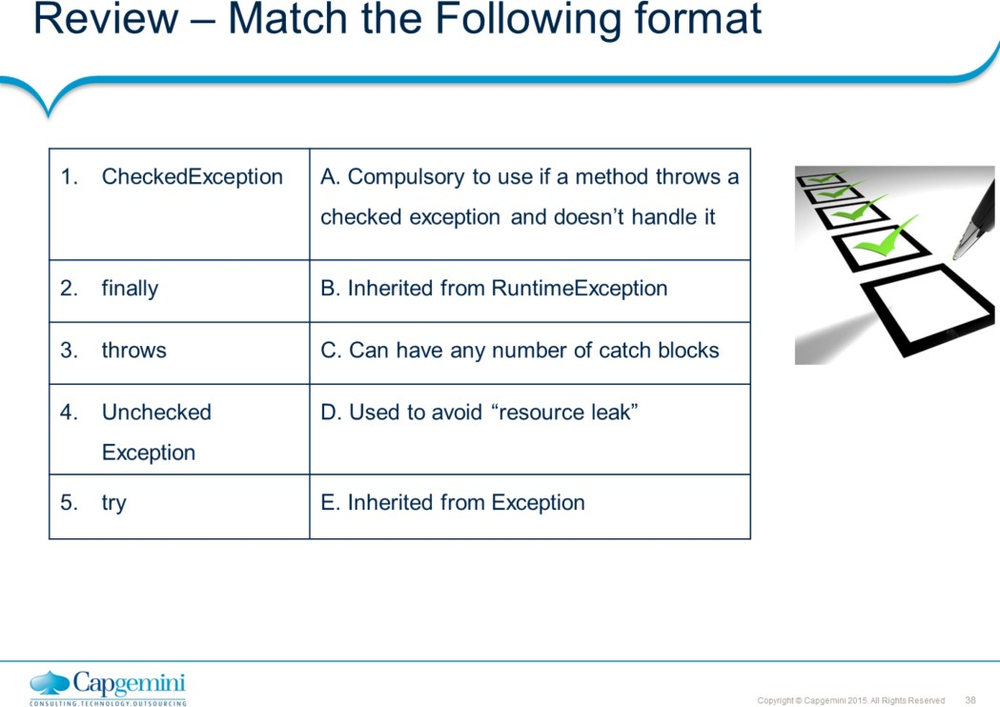 Review – Match the Following format
1. CheckedException
A. Compulsory to use if a method throws a
checked exception and doesn’t handle it
2. finally
B. Inherited from RuntimeException
3. throws
C. Can have any number of catch blocks
4. Unchecked
Exception
D. Used to avoid “resource leak”
5. try
E. Inherited from Exception
Capgemini
CONSULTING.TECHNOLOGY.OUTSOURCING
Copyright © Capgemini 2015. All Rights Reserved 38